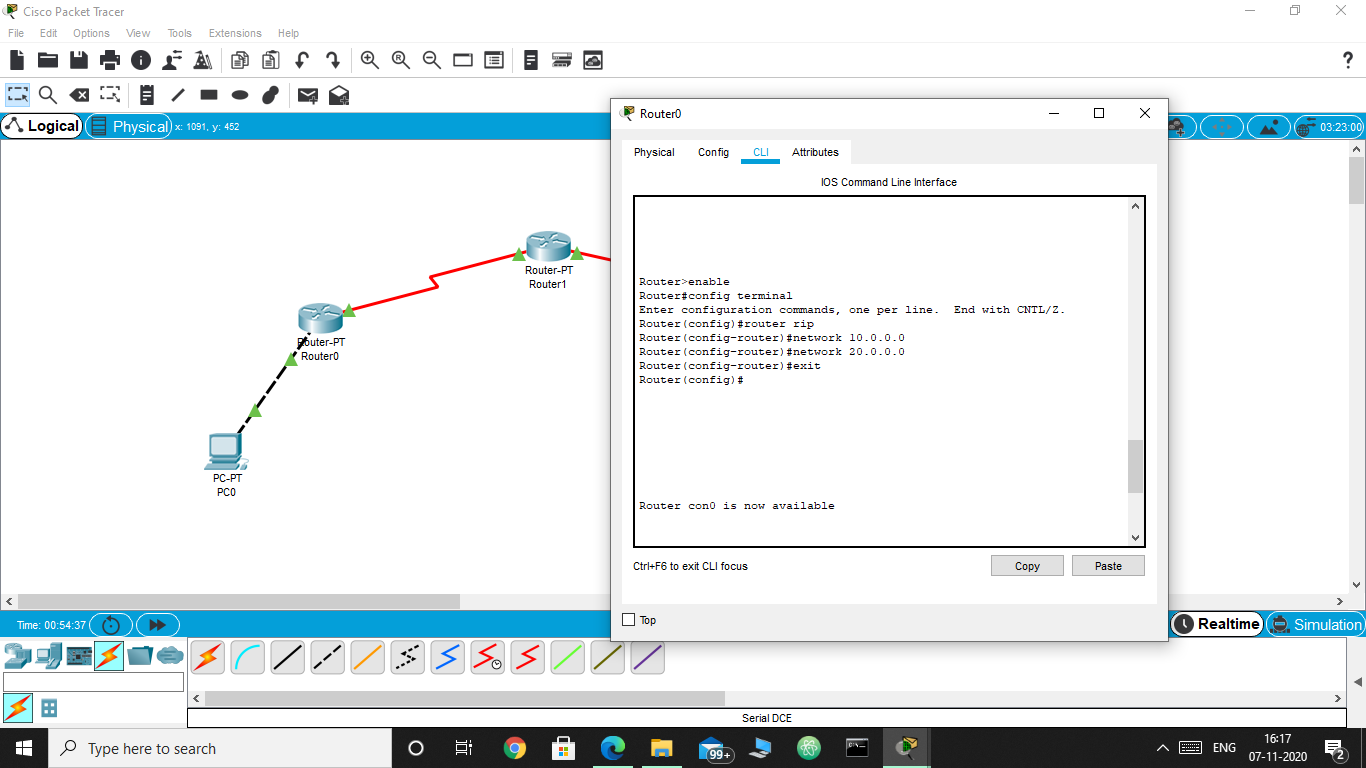 Cisco Packet Tracer
File Edit Options View Tools Extensions Help
?
Logical Physical x: 1091, y: 452
03:23:00
Router-PT
Router1
Router-PT
Router0
PC-PT
PC0
Router0
Physical Config CLI Attributes
IOS Command Line Interface
Router>enable
Router#config terminal
Enter configuration commands, one per line.  End with CNTL/Z.
Router(config)#router rip
Router(config-router)#network 10.0.0.0
Router(config-router)#network 20.0.0.0
Router(config-router)#exit
Router(config)#
Router con0 is now available
Ctrl+F6 to exit CLI focus
Copy Paste
Top
Time: 00:54:37
Realtime Simulation
Serial DCE
Type here to search
99+
ENG
16:17
07-11-2020
2